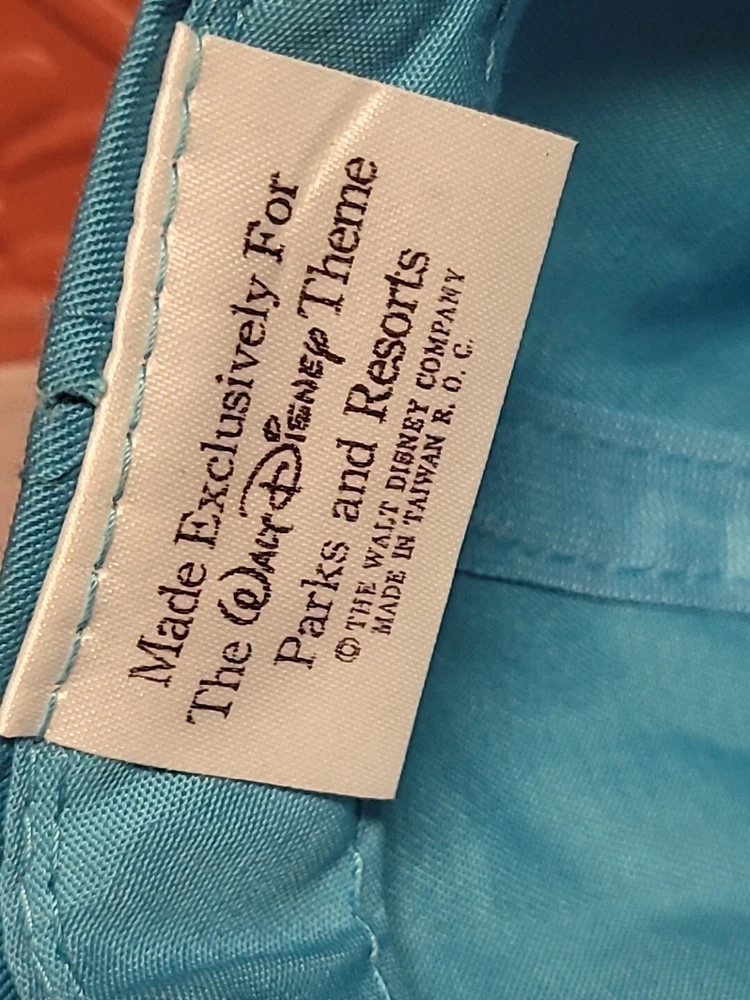 Made Exclusively For
The Walt Disney Theme
Parks and Resorts
© THE WALT DISNEY COMPANY
MADE IN TAIWAN R. O. C.